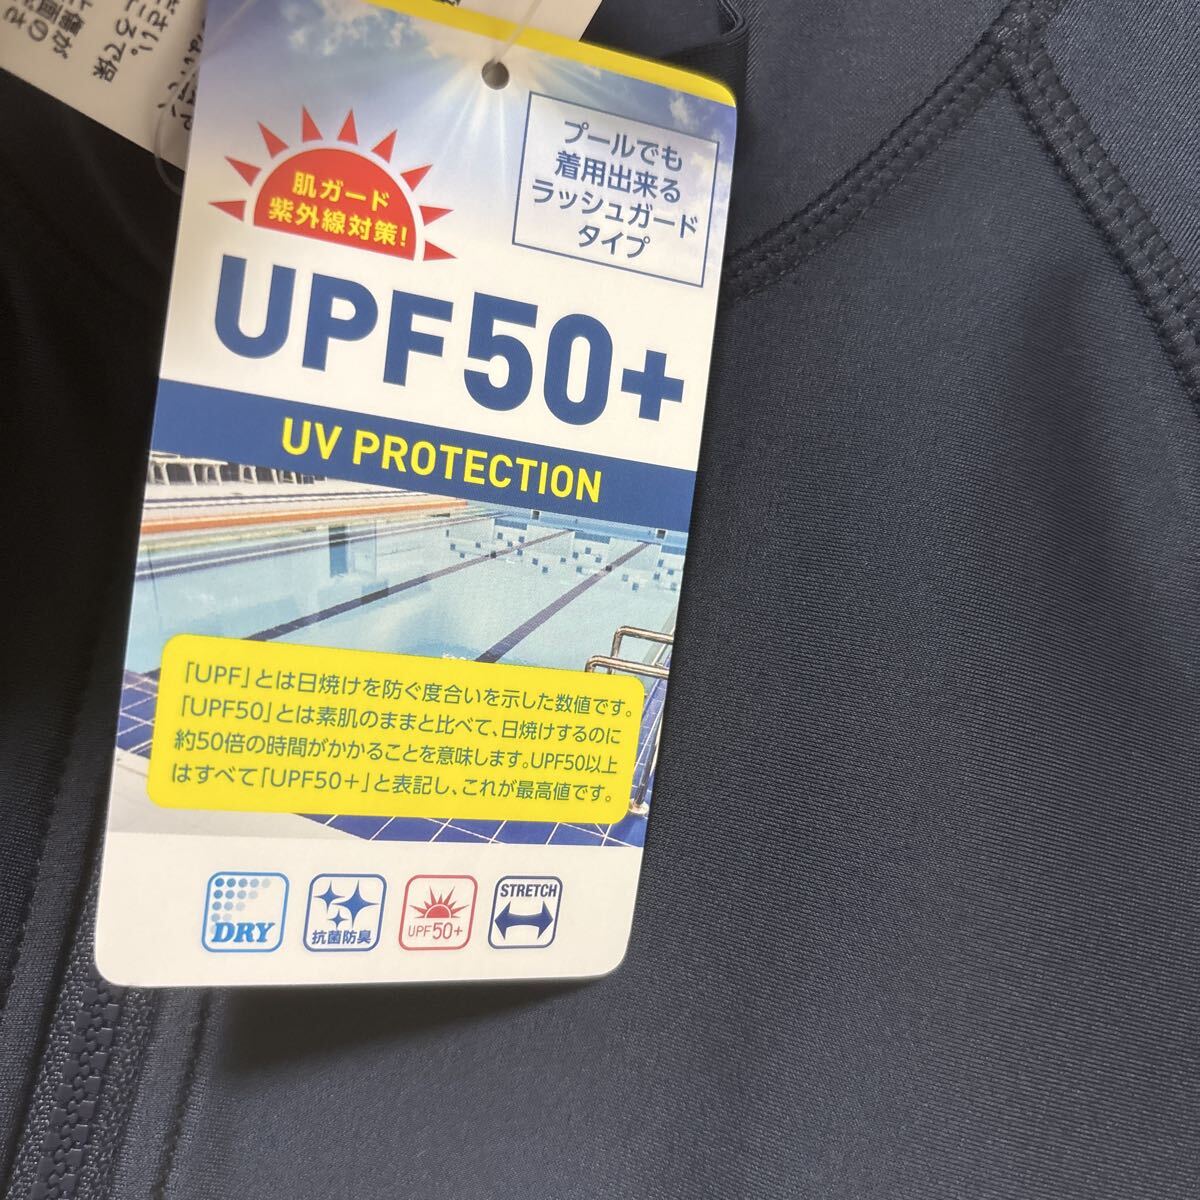 肌ガード
紫外線対策!
プールでも
着用出来る
ラッシュガード
タイプ
UPF50+
UV PROTECTION
「UPF」とは日焼けを防ぐ度合いを示した数値です。
「UPF50」とは素肌のままと比べて、日焼けするのに
約50倍の時間がかかることを意味します。UPF50以上
はすべて「UPF50+」と表記し、これが最高値です。
DRY
抗菌防臭
UPF50+
STRETCH